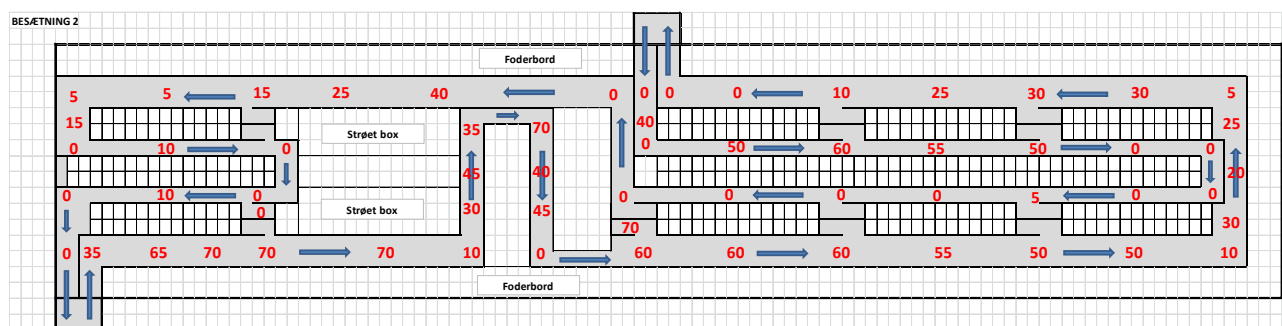 BESÆTNING 2
Foderbord
5 5 15 25 40 0 0 0 0 10 25 30 30 5
15 Strøet box 35 70 40 25
0 10 0 0 50 60 55 50 0 0
45 40 20
0 10 0 0 0 0 0 5 0 0
0 Strøet box 30 45 30
70
0 35 65 70 70 70 10 0 60 60 60 55 50 50 10
Foderbord